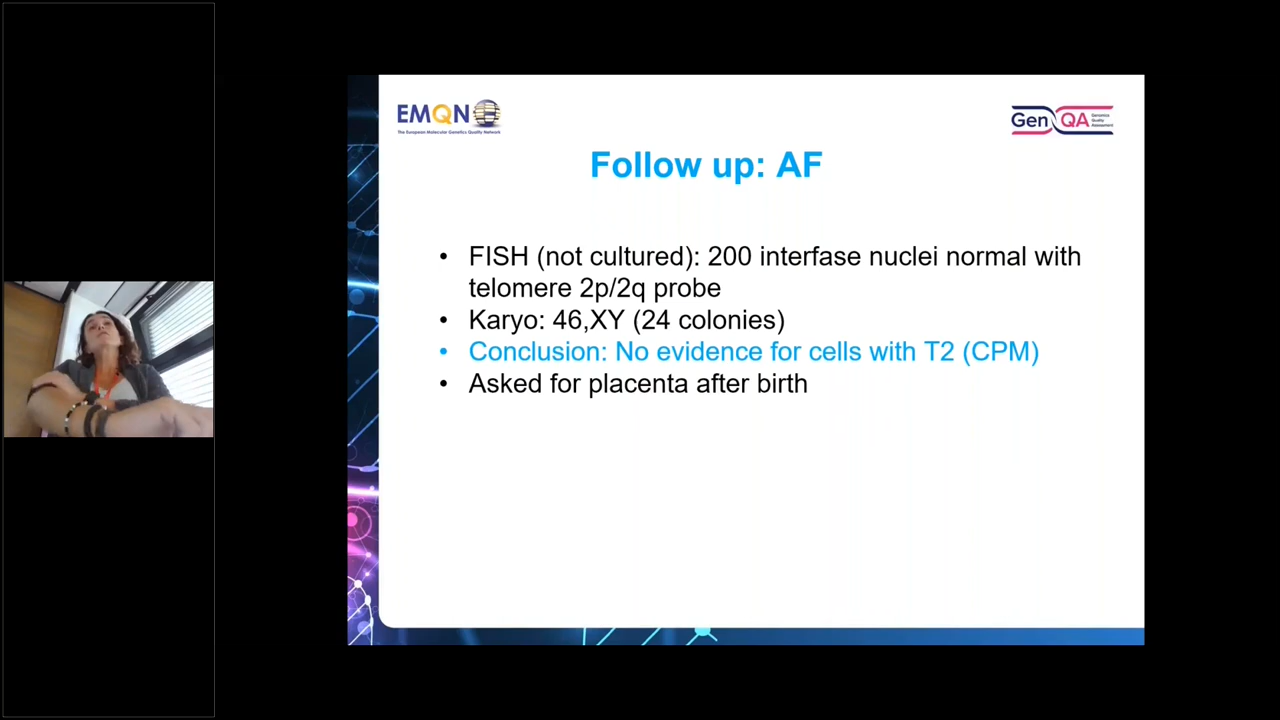 EMQN
The European Molecular Genetics Quality Network
GenQA
Genomics
Quality
Assessment
Follow up: AF
• FISH (not cultured): 200 interfase nuclei normal with
telomere 2p/2q probe
• Karyo: 46,XY (24 colonies)
• Conclusion: No evidence for cells with T2 (CPM)
• Asked for placenta after birth